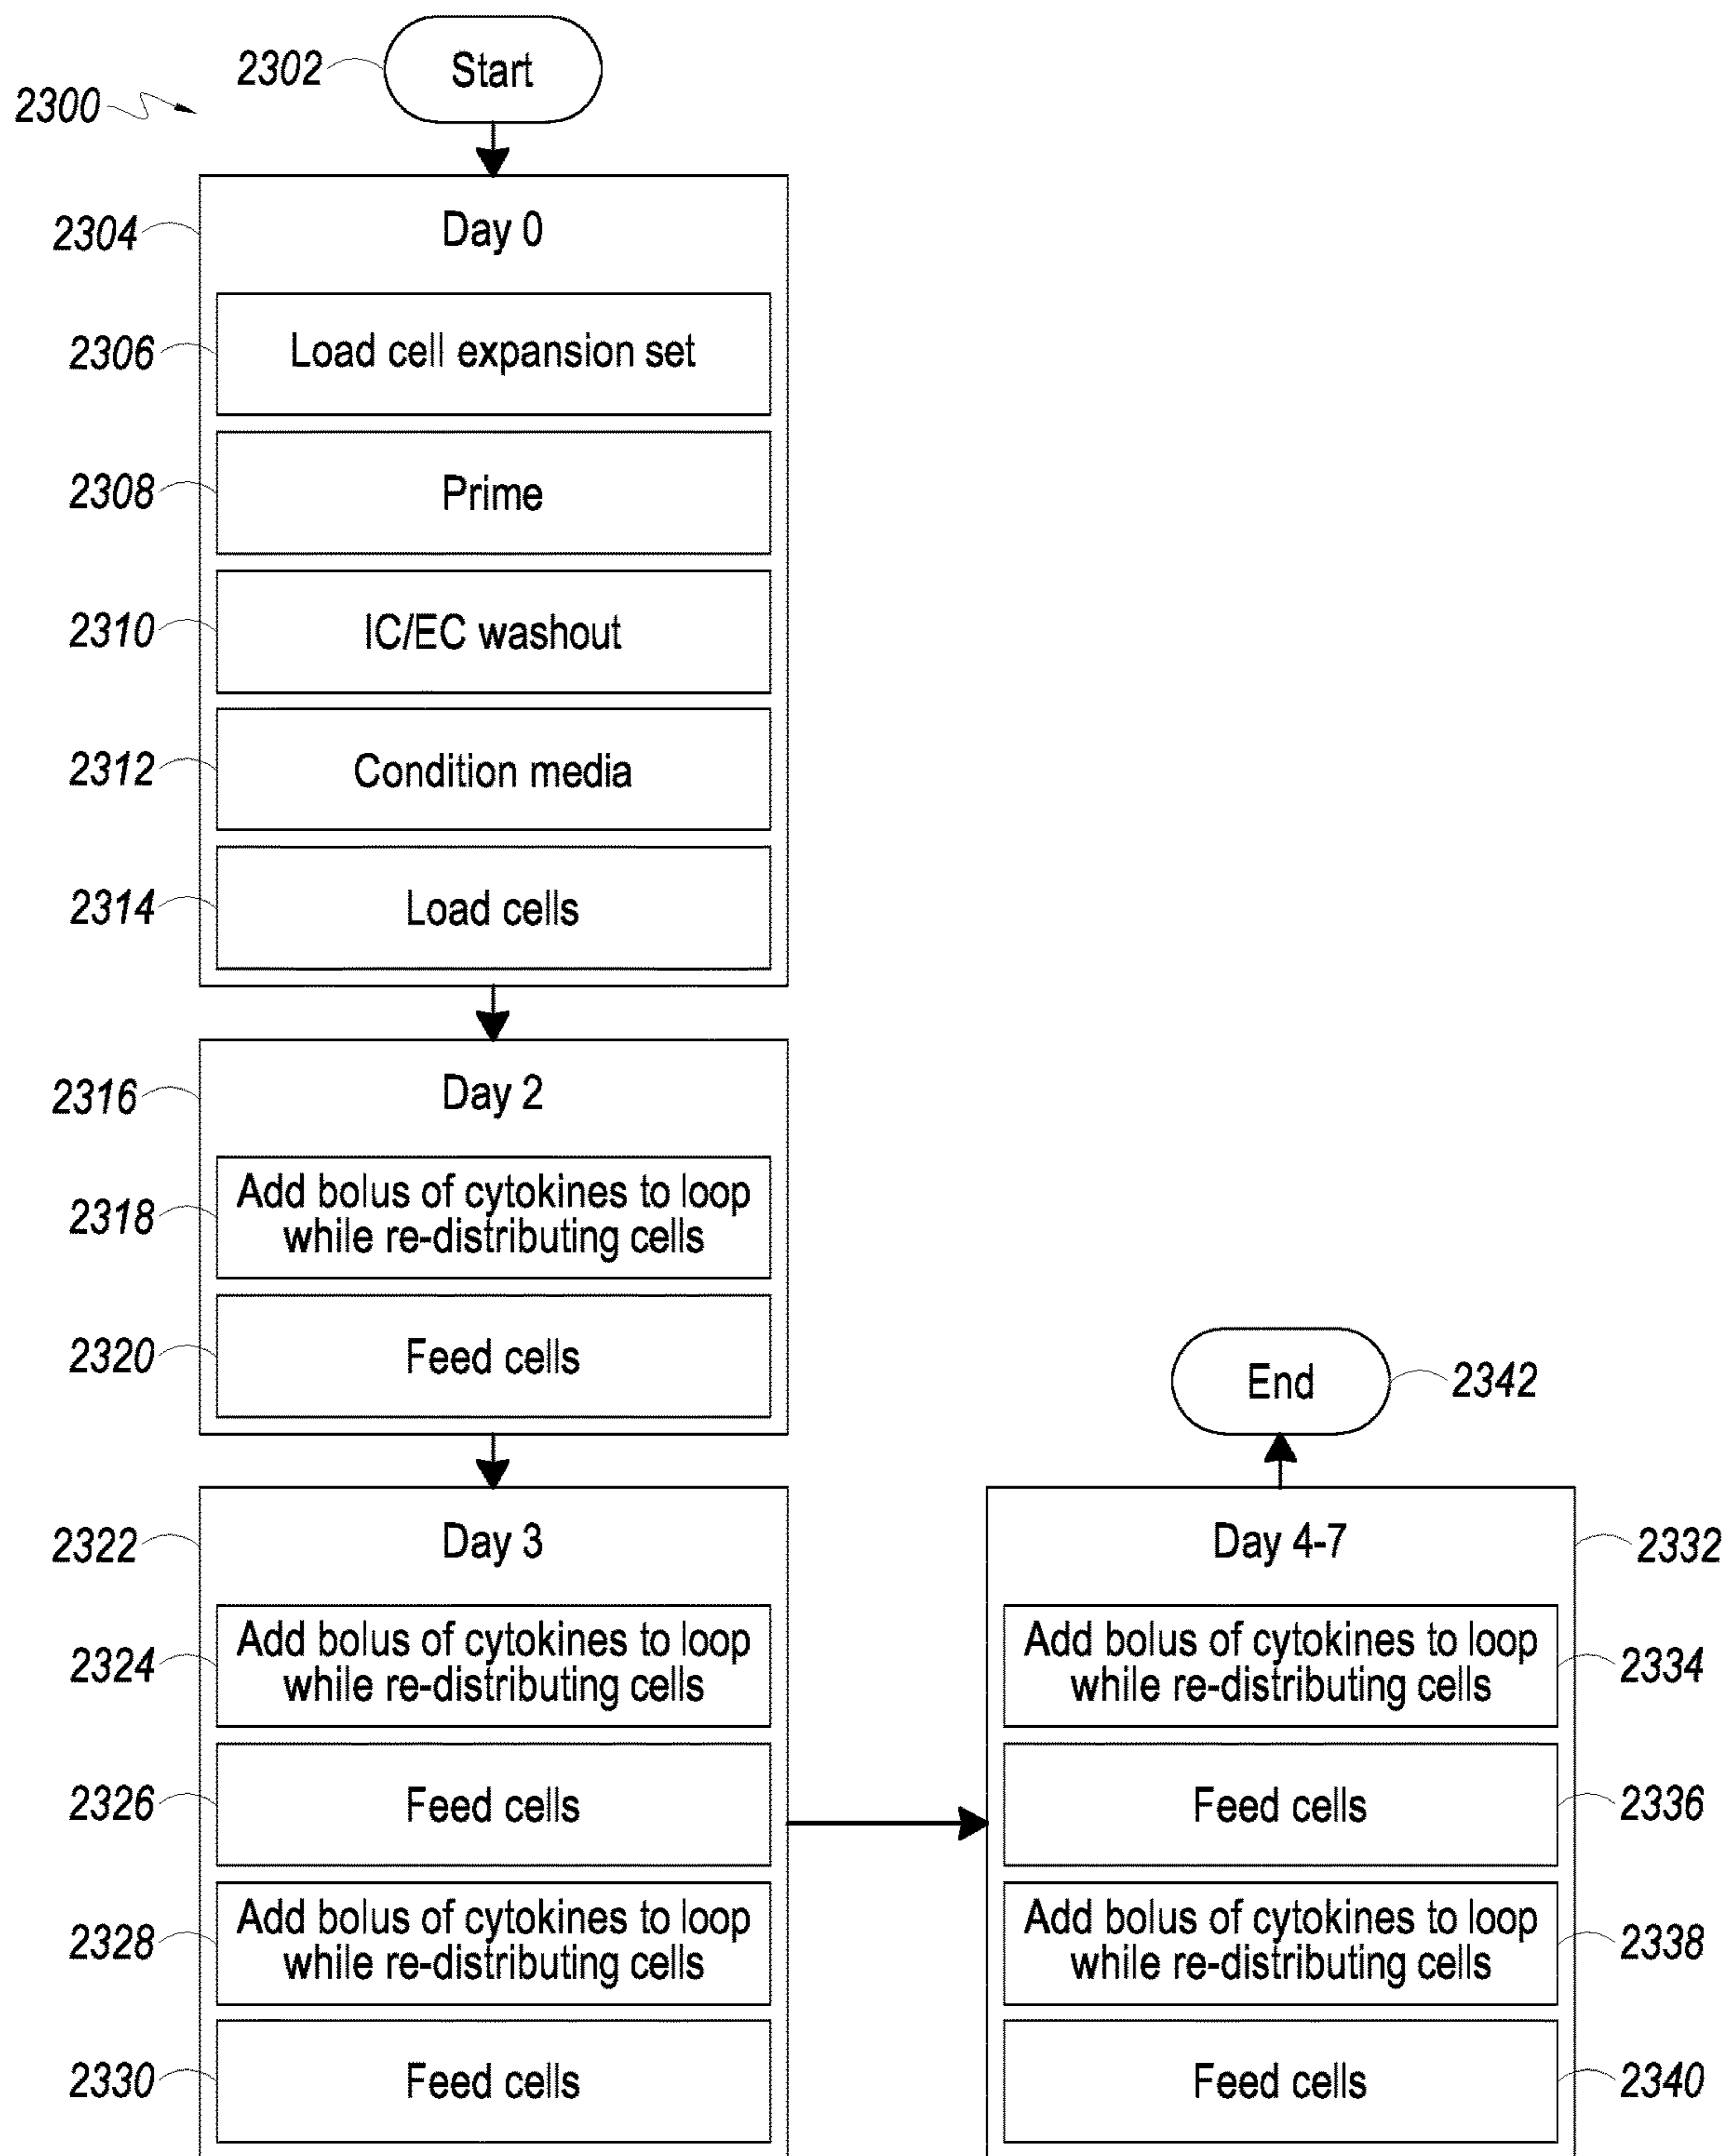 2302
Start
2300
2304
Day 0
2306
Load cell expansion set
2308
Prime
2310
IC/EC washout
2312
Condition media
2314
Load cells
2316
Day 2
2318
Add bolus of cytokines to loop
while re-distributing cells
2320
Feed cells
2322
Day 3
2324
Add bolus of cytokines to loop
while re-distributing cells
2326
Feed cells
2328
Add bolus of cytokines to loop
while re-distributing cells
2330
Feed cells
End
2342
Day 4-7
2332
Add bolus of cytokines to loop
while re-distributing cells
2334
Feed cells
2336
Add bolus of cytokines to loop
while re-distributing cells
2338
Feed cells
2340